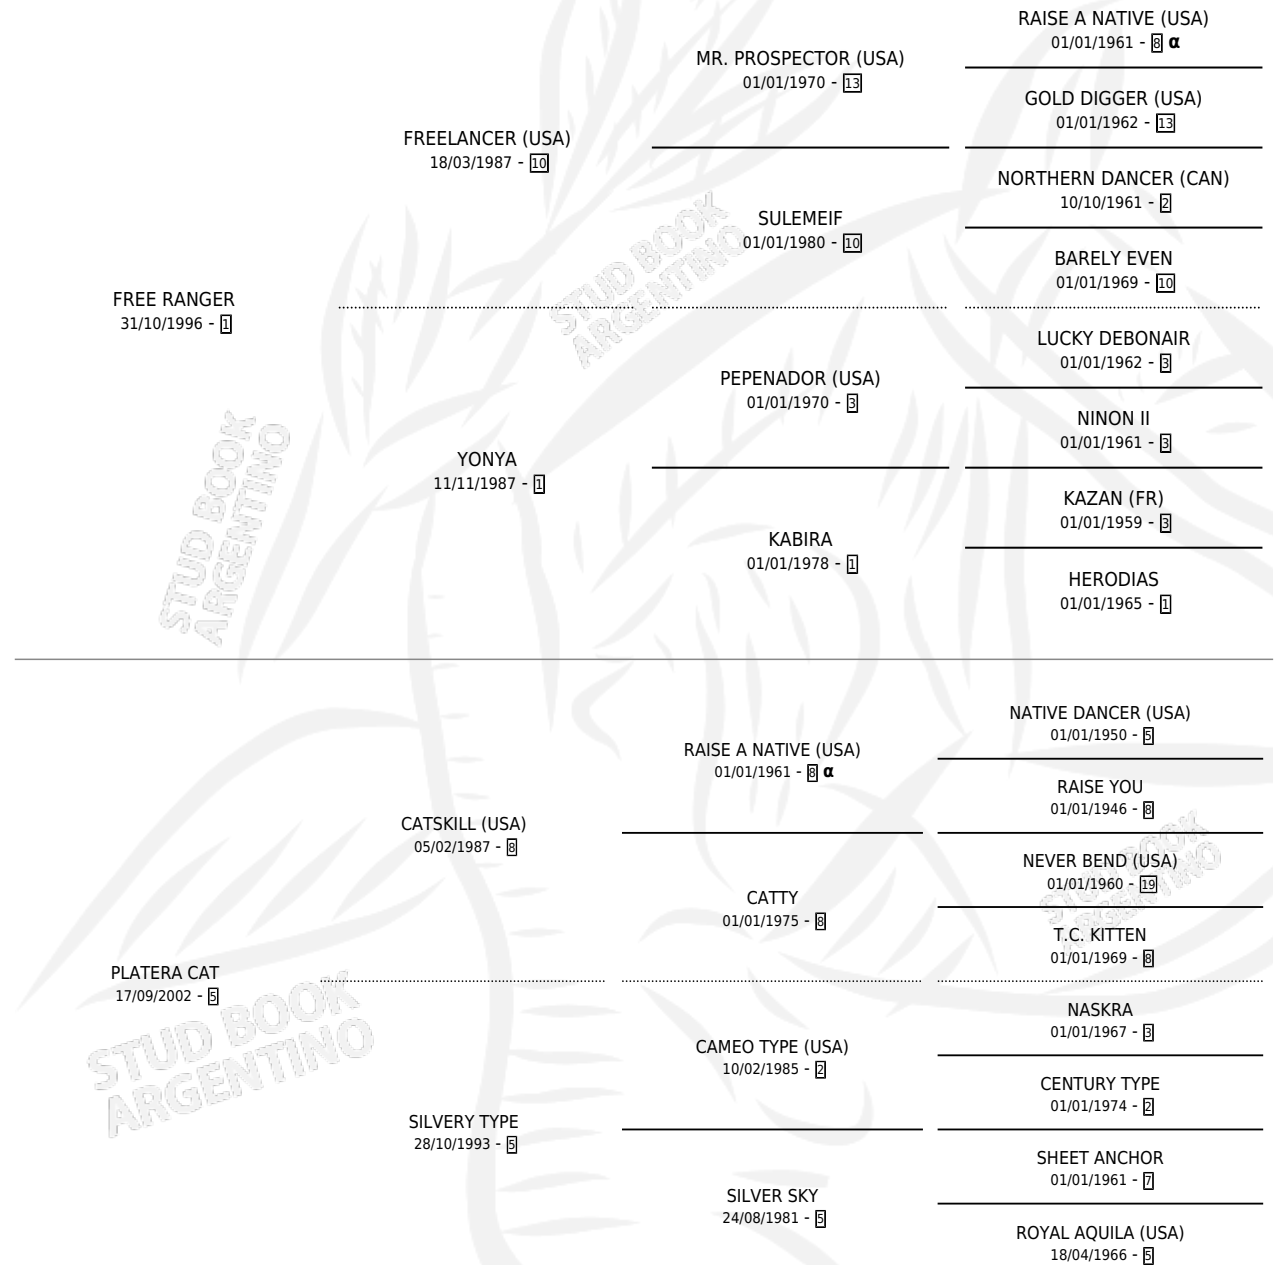 RAISE A NATIVE (USA)
01/01/1961 - 8 α
MR. PROSPECTOR (USA)
01/01/1970 - 13
GOLD DIGGER (USA)
01/01/1962 - 13
FREELANCER (USA)
18/03/1987 - 10
NORTHERN DANCER (CAN)
10/10/1961 - 2
SULEMEIF
01/01/1980 - 10
BARELY EVEN
01/01/1969 - 10
FREE RANGER
31/10/1996 - 1
LUCKY DEBONAIR
01/01/1962 - 3
PEPENADOR (USA)
01/01/1970 - 3
NINON II
01/01/1961 - 3
YONYA
11/11/1987 - 1
KAZAN (FR)
01/01/1959 - 3
KABIRA
01/01/1978 - 1
HERODIAS
01/01/1965 - 1
NATIVE DANCER (USA)
01/01/1950 - 5
RAISE A NATIVE (USA)
01/01/1961 - 8 α
RAISE YOU
01/01/1946 - 8
CATSKILL (USA)
05/02/1987 - 8
NEVER BEND (USA)
01/01/1960 - 19
CATTY
01/01/1975 - 8
T.C. KITTEN
01/01/1969 - 8
PLATERA CAT
17/09/2002 - 5
NASKRA
01/01/1967 - 3
CAMEO TYPE (USA)
10/02/1985 - 2
CENTURY TYPE
01/01/1974 - 2
SILVERY TYPE
28/10/1993 - 5
SHEET ANCHOR
01/01/1961 - 7
SILVER SKY
24/08/1981 - 5
ROYAL AQUILA (USA)
18/04/1966 - 5
STUD BOOK
ARGENTINO
STUD BOOK
ARGENTINO
STUD BOOK
ARGENTINO
STUD BOOK
ARGENTINO